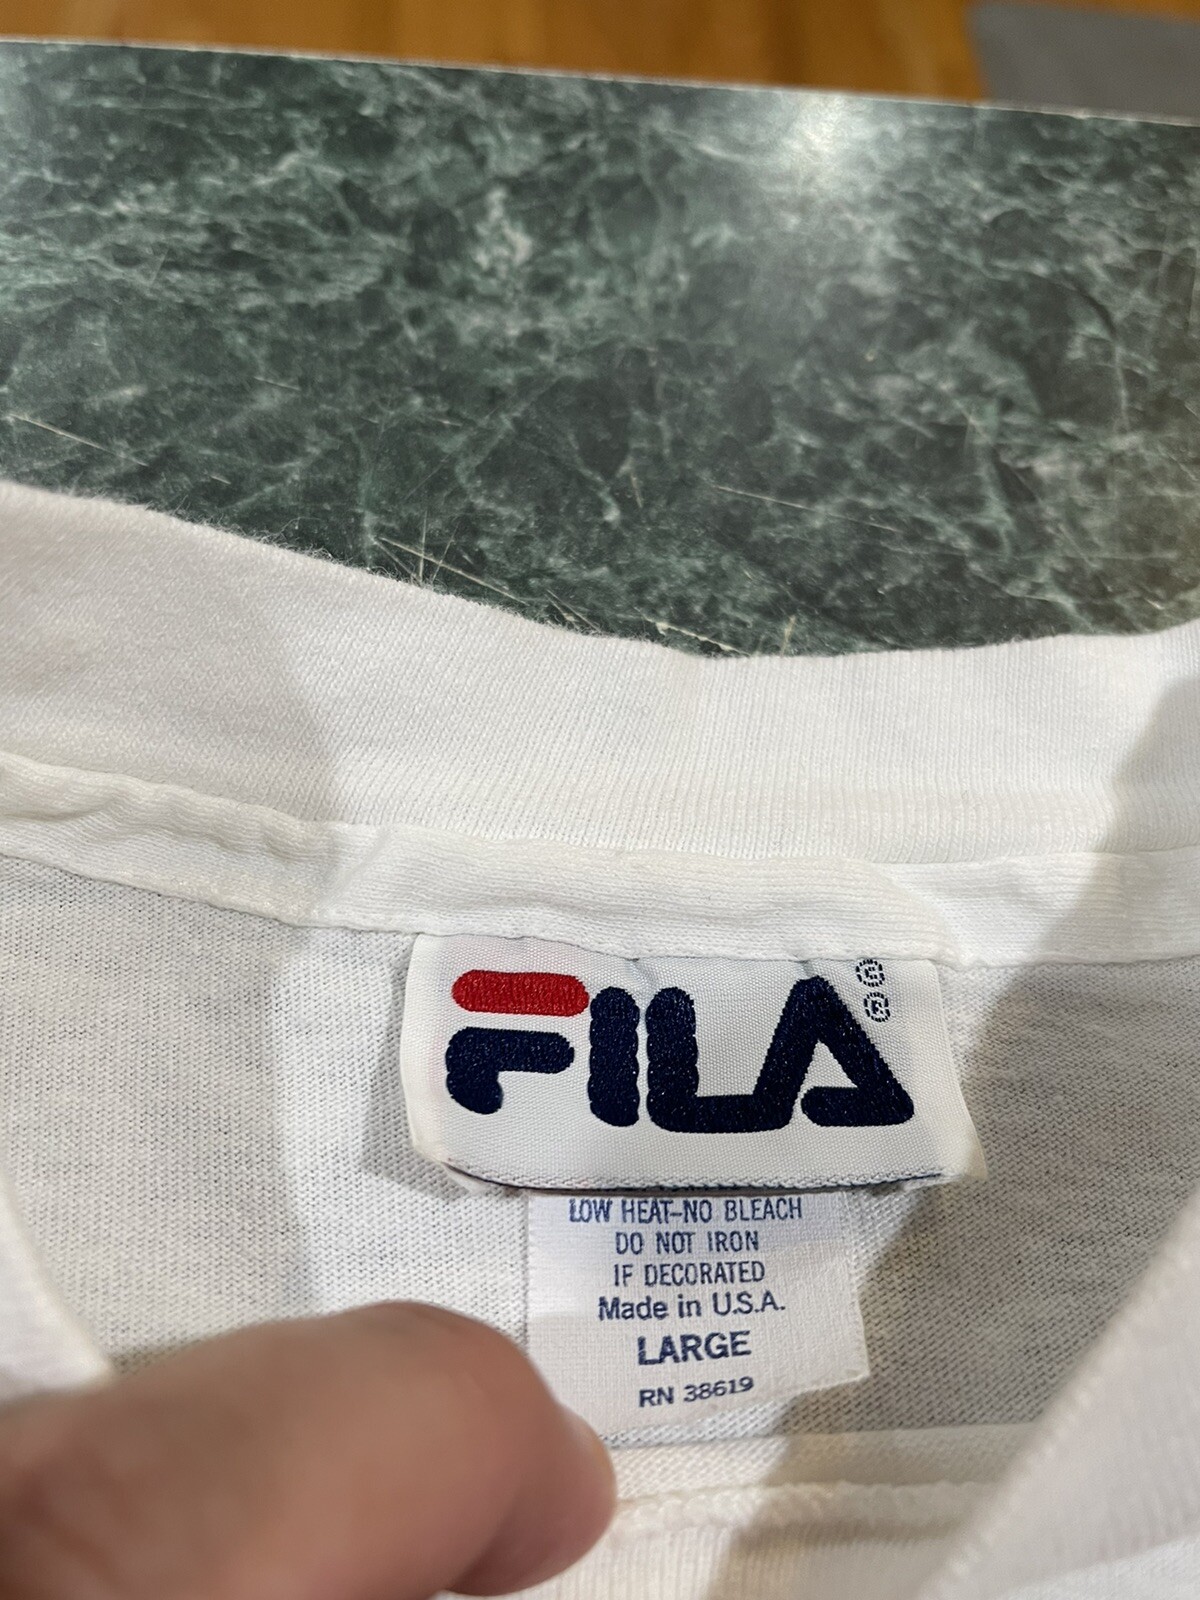 FILA
© ®
LOW HEAT–NO BLEACH
DO NOT IRON
IF DECORATED
Made in U.S.A.
LARGE
RN 38619